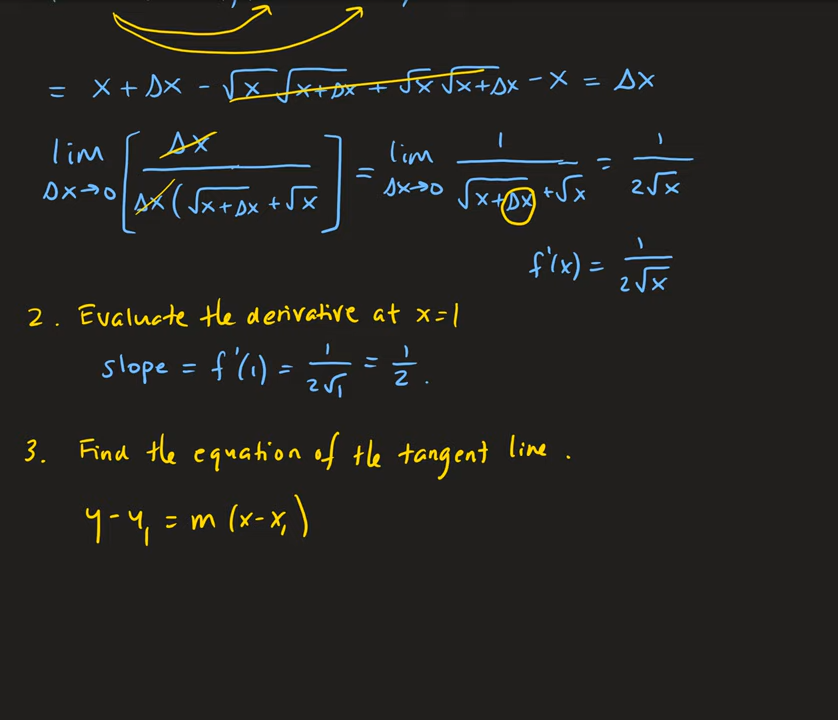 = x + Δx - √x √x+Δx + √x √x+Δx - x = Δx
lim Δx→0 [ Δx / Δx ( √x+Δx + √x ) ] = lim Δx→0 1 / √x+Δx + √x = 1 / 2√x
f'(x) = 1 / 2√x
2. Evaluate the derivative at x=1
slope = f'(1) = 1 / 2√1 = 1 / 2 .
3. Find the equation of the tangent line .
y - y₁ = m (x - x₁)